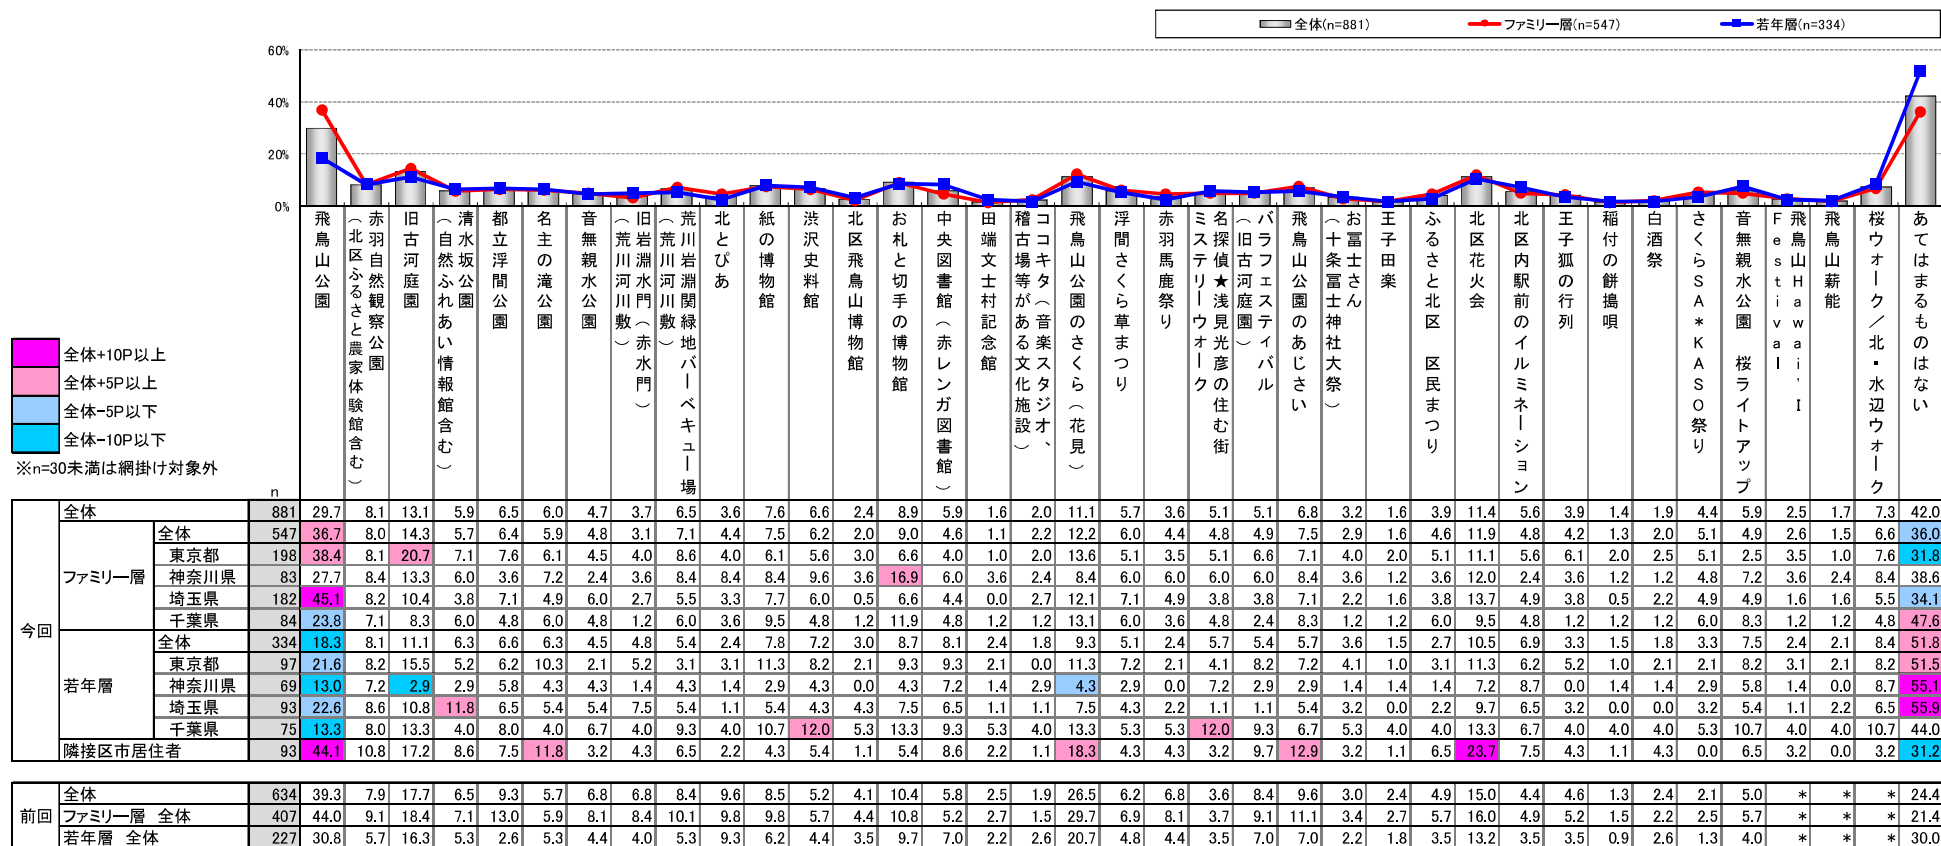 全体(n=881) ファミリー層(n=547) 若年層(n=334)
60%
40%
20%
0%
飛鳥山公園
赤羽自然観察公園
（北区ふるさと農家体験館含む）
旧古河庭園
清水坂公園
（自然ふれあい情報館含む）
都立浮間公園
名主の滝公園
音無親水公園
旧岩淵水門（赤水門）
（荒川河川敷）
荒川岩淵関緑地バーベキュー場
（荒川河川敷）
北とぴあ
紙の博物館
渋沢史料館
北区飛鳥山博物館
お札と切手の博物館
中央図書館（赤レンガ図書館）
田端文士村記念館
ココキタ（音楽スタジオ、
稽古場等がある文化施設）
飛鳥山公園のさくら（花見）
浮間さくら草まつり
赤羽馬鹿祭り
名探偵★浅見光彦の住む街
ミステリーウォーク
バラフェスティバル
（旧古河庭園）
飛鳥山公園のあじさい
お冨士さん
（十条冨士神社大祭）
王子田楽
ふるさと北区 区民まつり
北区花火会
北区内駅前のイルミネーション
王子狐の行列
稲付の餅搗唄
白酒祭
さくらSA＊KASO祭り
音無親水公園 桜ライトアップ
飛鳥山Hawai'I
Festival
飛鳥山薪能
桜ウオーク／北・水辺ウオーク
あてはまるものはない
全体+10P以上
全体+5P以上
全体-5P以下
全体-10P以下
※n=30未満は網掛け対象外
n
今回
全体 881 29.7 8.1 13.1 5.9 6.5 6.0 4.7 3.7 6.5 3.6 7.6 6.6 2.4 8.9 5.9 1.6 2.0 11.1 5.7 3.6 5.1 5.1 6.8 3.2 1.6 3.9 11.4 5.6 3.9 1.4 1.9 4.4 5.9 2.5 1.7 7.3 42.0
ファミリー層
全体 547 36.7 8.0 14.3 5.7 6.4 5.9 4.8 3.1 7.1 4.4 7.5 6.2 2.0 9.0 4.6 1.1 2.2 12.2 6.0 4.4 4.8 4.9 7.5 2.9 1.6 4.6 11.9 4.8 4.2 1.3 2.0 5.1 4.9 2.6 1.5 6.6 36.0
東京都 198 38.4 8.1 20.7 7.1 7.6 6.1 4.5 4.0 8.6 4.0 6.1 5.6 3.0 6.6 4.0 1.0 2.0 13.6 5.1 3.5 5.1 6.6 7.1 4.0 2.0 5.1 11.1 5.6 6.1 2.0 2.5 5.1 2.5 3.5 1.0 7.6 31.8
神奈川県 83 27.7 8.4 13.3 6.0 3.6 7.2 2.4 3.6 8.4 8.4 8.4 9.6 3.6 16.9 6.0 3.6 2.4 8.4 6.0 6.0 6.0 6.0 8.4 3.6 1.2 3.6 12.0 2.4 3.6 1.2 1.2 4.8 7.2 3.6 2.4 8.4 38.6
埼玉県 182 45.1 8.2 10.4 3.8 7.1 4.9 6.0 2.7 5.5 3.3 7.7 6.0 0.5 6.6 4.4 0.0 2.7 12.1 7.1 4.9 3.8 3.8 7.1 2.2 1.6 3.8 13.7 4.9 3.8 0.5 2.2 4.9 4.9 1.6 1.6 5.5 34.1
千葉県 84 23.8 7.1 8.3 6.0 4.8 6.0 4.8 1.2 6.0 3.6 9.5 4.8 1.2 11.9 4.8 1.2 1.2 13.1 6.0 3.6 4.8 2.4 8.3 1.2 1.2 6.0 9.5 4.8 1.2 1.2 1.2 6.0 8.3 1.2 1.2 4.8 47.6
若年層
全体 334 18.3 8.4 11.1 6.3 6.6 6.3 4.5 4.8 5.4 2.4 7.8 7.2 3.0 8.7 8.1 2.4 1.8 9.3 5.1 2.4 5.7 5.4 5.7 3.6 1.5 2.7 10.5 6.9 3.3 1.5 1.8 3.3 7.5 2.4 2.1 8.4 51.8
東京都 97 21.6 8.2 15.5 5.2 6.2 10.3 2.1 5.2 3.1 3.1 11.3 8.2 2.1 9.3 9.3 2.1 0.0 11.3 7.2 2.1 4.1 8.2 7.2 4.1 1.0 3.1 11.3 6.2 5.2 1.0 2.1 2.1 8.2 3.1 2.1 8.2 51.5
神奈川県 69 13.0 7.2 2.9 2.9 5.8 4.3 4.3 1.4 4.3 1.4 2.9 4.3 0.0 4.3 7.2 1.4 2.9 4.3 2.9 0.0 7.2 2.9 2.9 1.4 1.4 1.4 7.2 8.7 0.0 1.4 1.4 2.9 5.8 1.4 0.0 8.7 55.1
埼玉県 93 22.6 8.6 10.8 11.8 6.5 5.4 5.4 7.5 5.4 1.1 5.4 4.3 4.3 7.5 6.5 1.1 1.1 7.5 4.3 2.2 1.1 1.1 5.4 3.2 0.0 2.2 9.7 6.5 3.2 0.0 0.0 3.2 5.4 1.1 2.2 6.5 55.9
千葉県 75 13.3 8.0 13.3 4.0 8.0 4.0 6.7 4.0 9.3 4.0 10.7 12.0 5.3 13.3 9.3 5.3 4.0 13.3 5.3 5.3 12.0 9.3 6.7 5.3 4.0 4.0 13.3 6.7 4.0 4.0 4.0 5.3 10.7 4.0 4.0 10.7 44.0
隣接区市居住者 93 44.1 10.8 17.2 8.6 7.5 11.8 3.2 4.3 6.5 2.2 4.3 5.4 1.1 5.4 8.6 2.2 1.1 18.3 4.3 4.3 3.2 9.7 12.9 3.2 1.1 6.5 23.7 7.5 4.3 1.1 4.3 0.0 6.5 3.2 0.0 3.2 31.2
前回
全体 634 39.3 7.9 17.7 6.5 9.3 5.7 6.8 6.8 8.4 9.6 8.5 5.2 4.1 10.4 5.8 2.5 1.9 26.5 6.2 6.8 3.6 8.4 9.6 3.0 2.4 4.9 15.0 4.4 4.6 1.3 2.4 2.1 5.0 * * * 24.4
ファミリー層 全体 407 44.0 9.1 18.4 7.1 13.0 5.9 8.1 8.4 10.1 9.8 9.8 5.7 4.4 10.8 5.2 2.7 1.5 29.7 6.9 8.1 3.7 9.1 11.1 3.4 2.7 5.7 16.0 4.9 5.2 1.5 2.2 2.5 5.7 * * * 21.4
若年層 全体 227 30.8 5.7 16.3 5.3 2.6 5.3 4.4 4.0 5.3 9.3 6.2 4.4 3.5 9.7 7.0 2.2 2.6 20.7 4.8 4.4 3.5 7.0 7.0 2.2 1.8 3.5 13.2 3.5 3.5 0.9 2.6 1.3 4.0 * * * 30.0